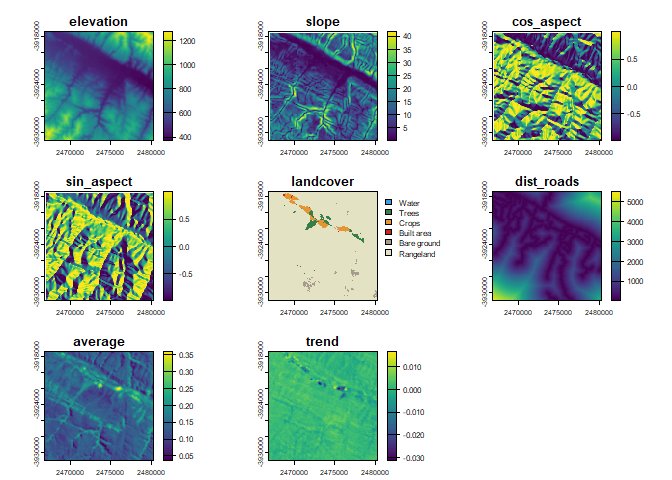 elevation
-3918000
-3924000
-3930000
2470000 2475000 2480000
1200
1000
800
600
400
slope
-3918000
-3924000
-3930000
2470000 2475000 2480000
40
35
30
25
20
15
10
5
cos_aspect
-3918000
-3924000
-3930000
2470000 2475000 2480000
0.5
0.0
-0.5
sin_aspect
-3918000
-3924000
-3930000
2470000 2475000 2480000
0.5
0.0
-0.5
landcover
-3918000
-3924000
-3930000
2470000 2475000 2480000
Water
Trees
Crops
Built area
Bare ground
Rangeland
dist_roads
-3918000
-3924000
-3930000
2470000 2475000 2480000
5000
4000
3000
2000
1000
average
-3918000
-3924000
-3930000
2470000 2475000 2480000
0.35
0.30
0.25
0.20
0.15
0.10
0.05
trend
-3918000
-3924000
-3930000
2470000 2475000 2480000
0.010
0.000
-0.010
-0.020
-0.030